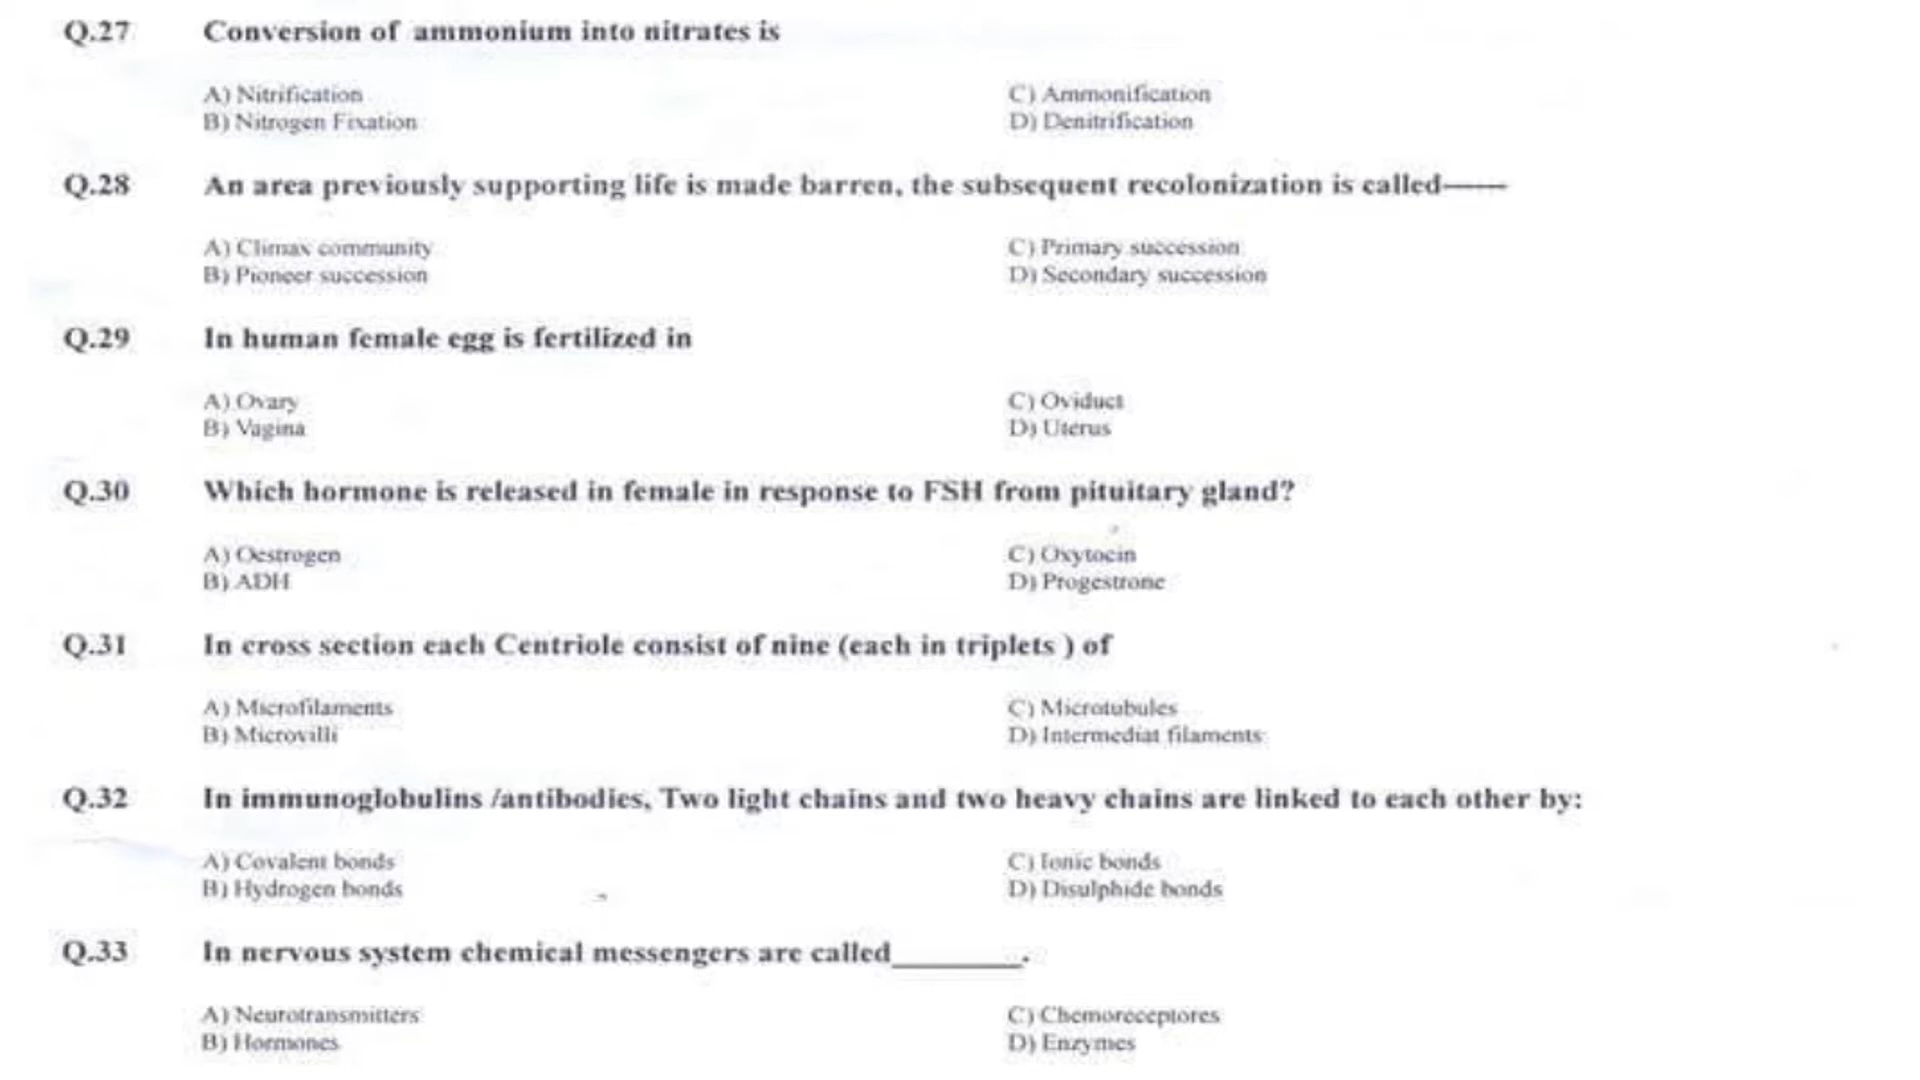 Q.27 Conversion of ammonium into nitrates is
A) Nitrification C) Ammonification
B) Nitrogen Fixation D) Denitrification
Q.28 An area previously supporting life is made barren, the subsequent recolonization is called------
A) Climax community C) Primary succession
B) Pioneer succession D) Secondary succession
Q.29 In human female egg is fertilized in
A) Ovary C) Oviduct
B) Vagina D) Uterus
Q.30 Which hormone is released in female in response to FSH from pituitary gland?
A) Oestrogen C) Oxytocin
B) ADH D) Progestrone
Q.31 In cross section each Centriole consist of nine (each in triplets ) of
A) Microfilaments C) Microtubules
B) Microvilli D) Intermediat filaments
Q.32 In immunoglobulins /antibodies, Two light chains and two heavy chains are linked to each other by:
A) Covalent bonds C) Ionic bonds
B) Hydrogen bonds D) Disulphide bonds
Q.33 In nervous system chemical messengers are called_________.
A) Neurotransmitters C) Chemoreceptores
B) Hormones D) Enzymes